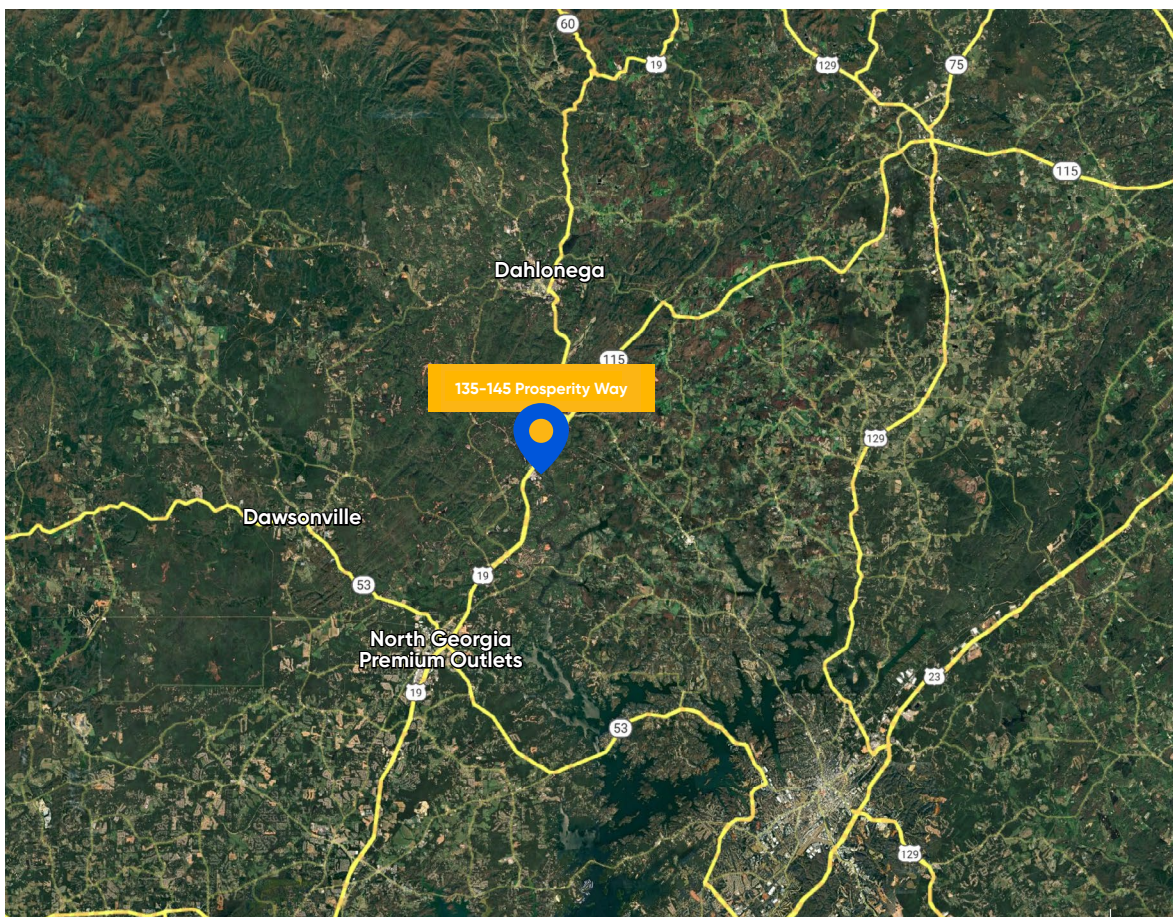 60
19
129
75
115
Dahlonega
115
135-145 Prosperity Way
129
Dawsonville
53
19
North Georgia
Premium Outlets
19
23
53
129